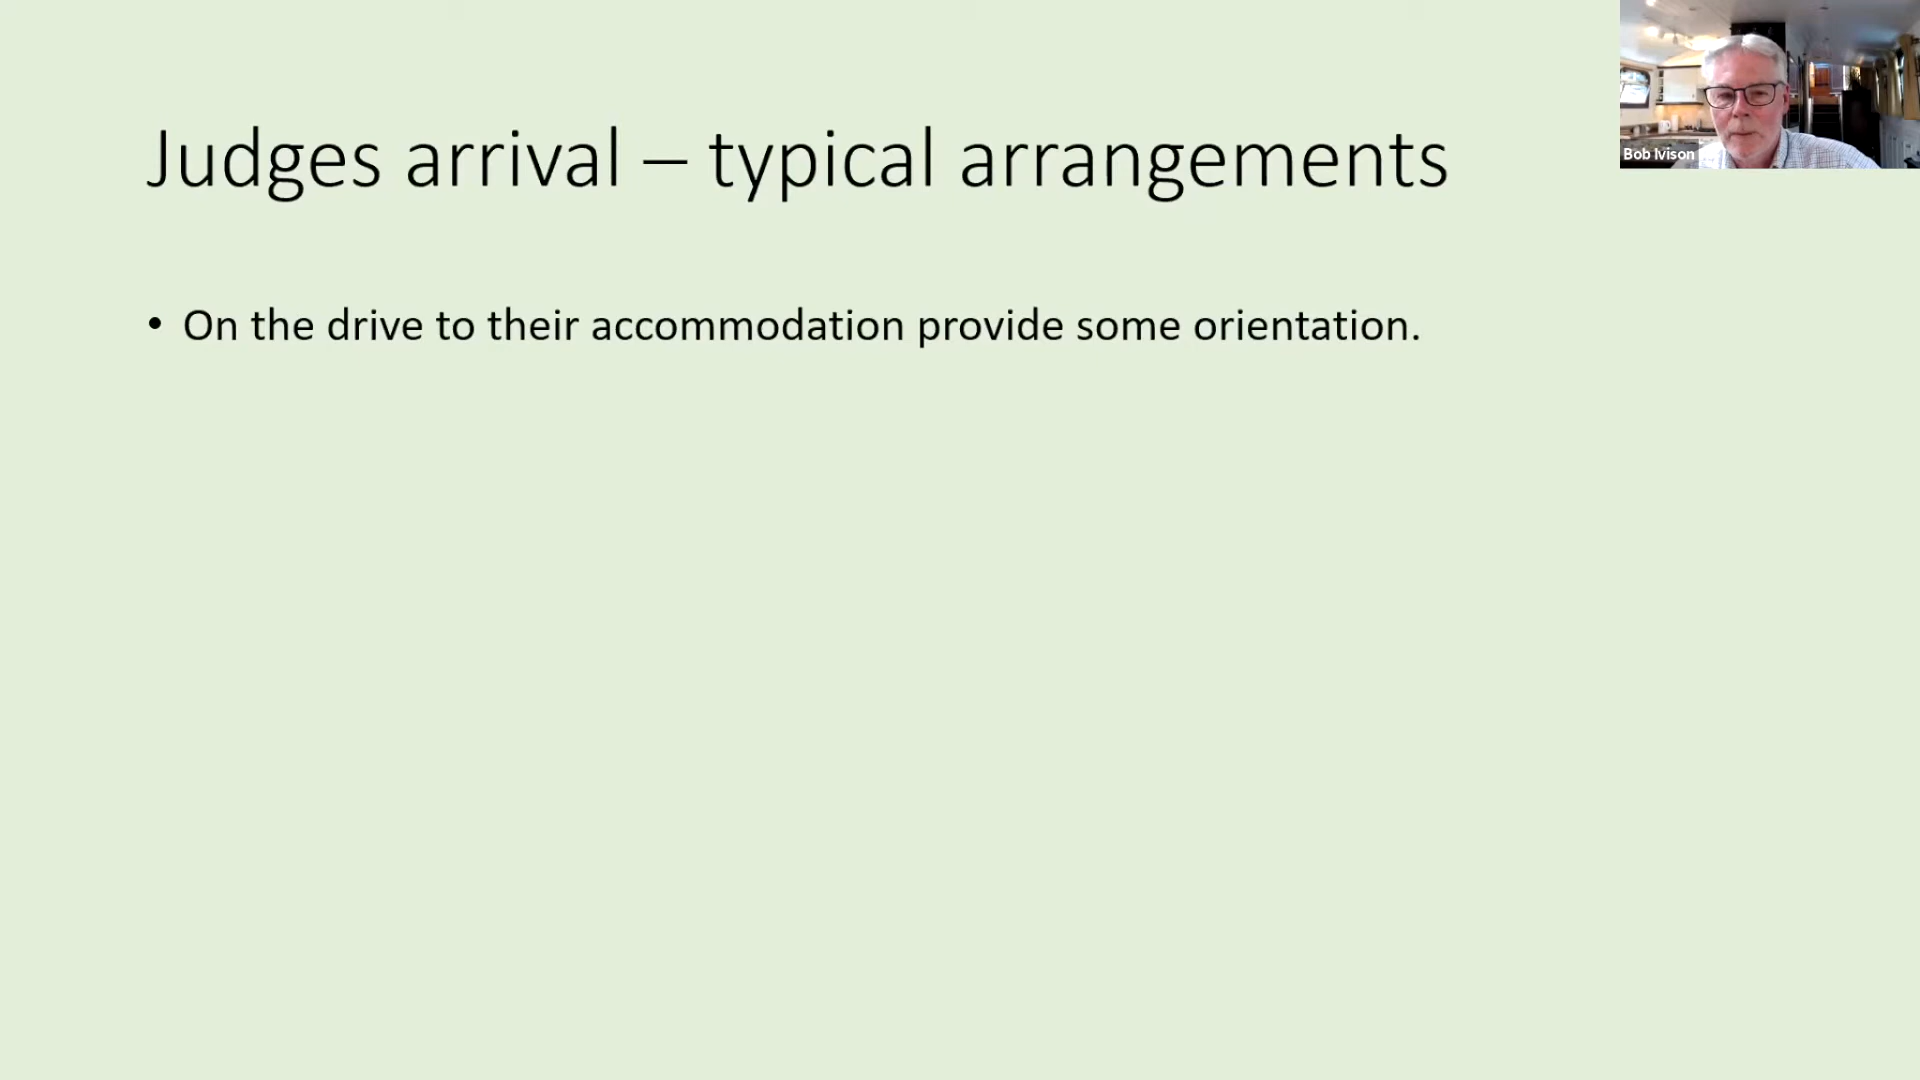 Judges arrival – typical arrangements
• On the drive to their accommodation provide some orientation.
Bob Ivison